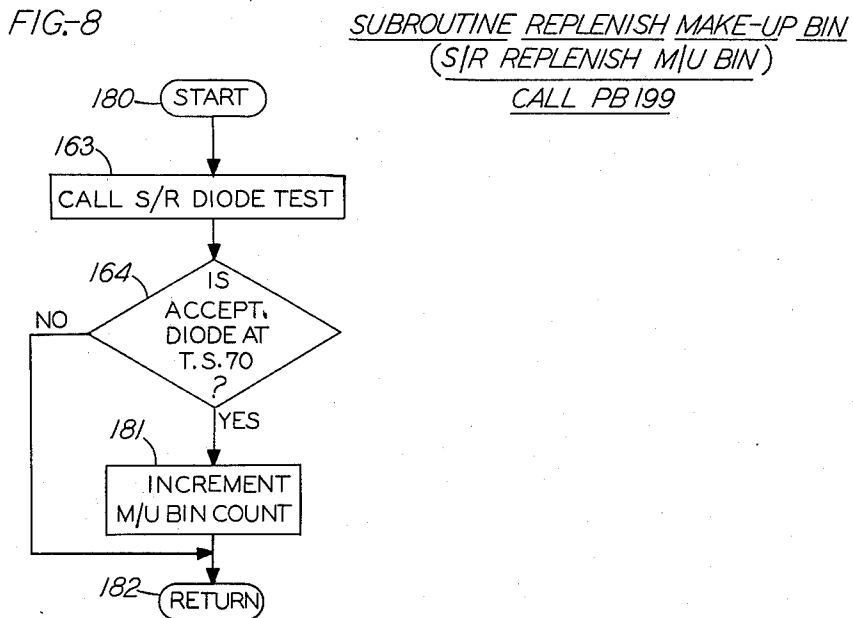 FIG.-8
SUBROUTINE REPLENISH MAKE-UP BIN
(S/R REPLENISH M/U BIN)
CALL PB 199
180
START
163
CALL S/R DIODE TEST
164
IS
ACCEPT.
DIODE AT
T.S.70
?
NO
YES
181
INCREMENT
M/U BIN COUNT
182
RETURN